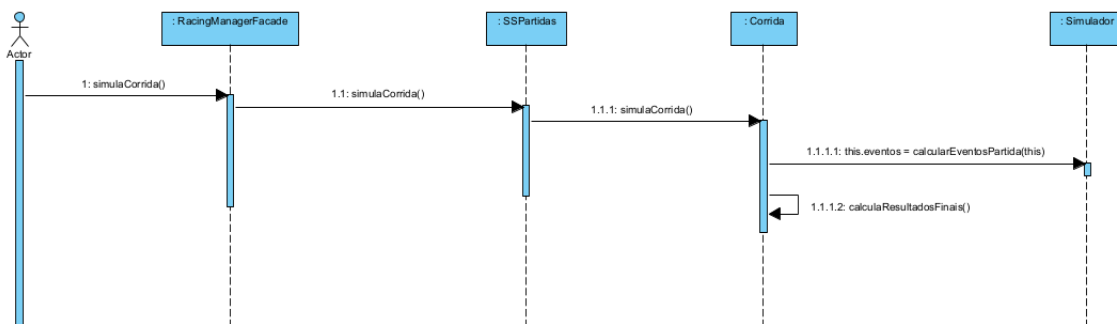 : RacingManagerFacade
: SSPartidas
: Corrida
: Simulador
Actor
1: simulaCorrida()
1.1: simulaCorrida()
1.1.1: simulaCorrida()
1.1.1.1: this.eventos = calcularEventosPartida(this)
1.1.1.2: calculaResultadosFinais()